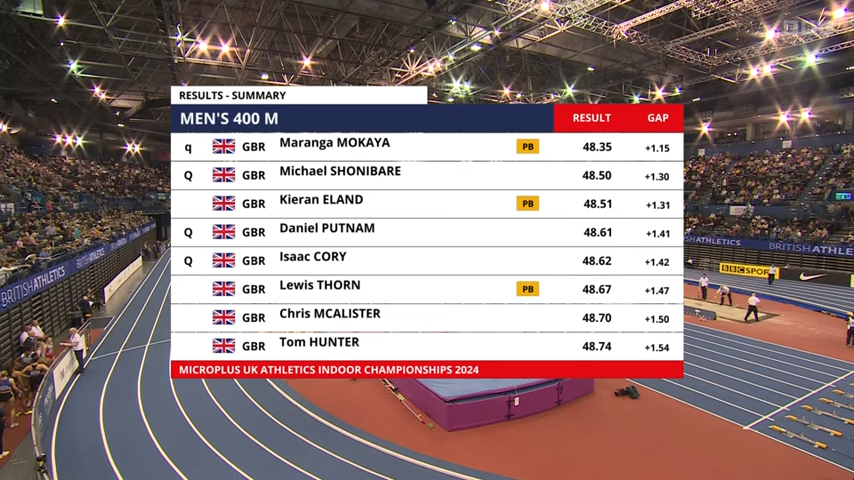 RESULTS - SUMMARY
MEN'S 400 M RESULT GAP
q GBR Maranga MOKAYA PB 48.35 +1.15
Q GBR Michael SHONIBARE 48.50 +1.30
GBR Kieran ELAND PB 48.51 +1.31
Q GBR Daniel PUTNAM 48.61 +1.41
Q GBR Isaac CORY 48.62 +1.42
GBR Lewis THORN PB 48.67 +1.47
GBR Chris MCALISTER 48.70 +1.50
GBR Tom HUNTER 48.74 +1.54
MICROPLUS UK ATHLETICS INDOOR CHAMPIONSHIPS 2024
BRITISH ATHLETICS
ATHLETICS
BRITISH ATHLETICS
BBC SPORT